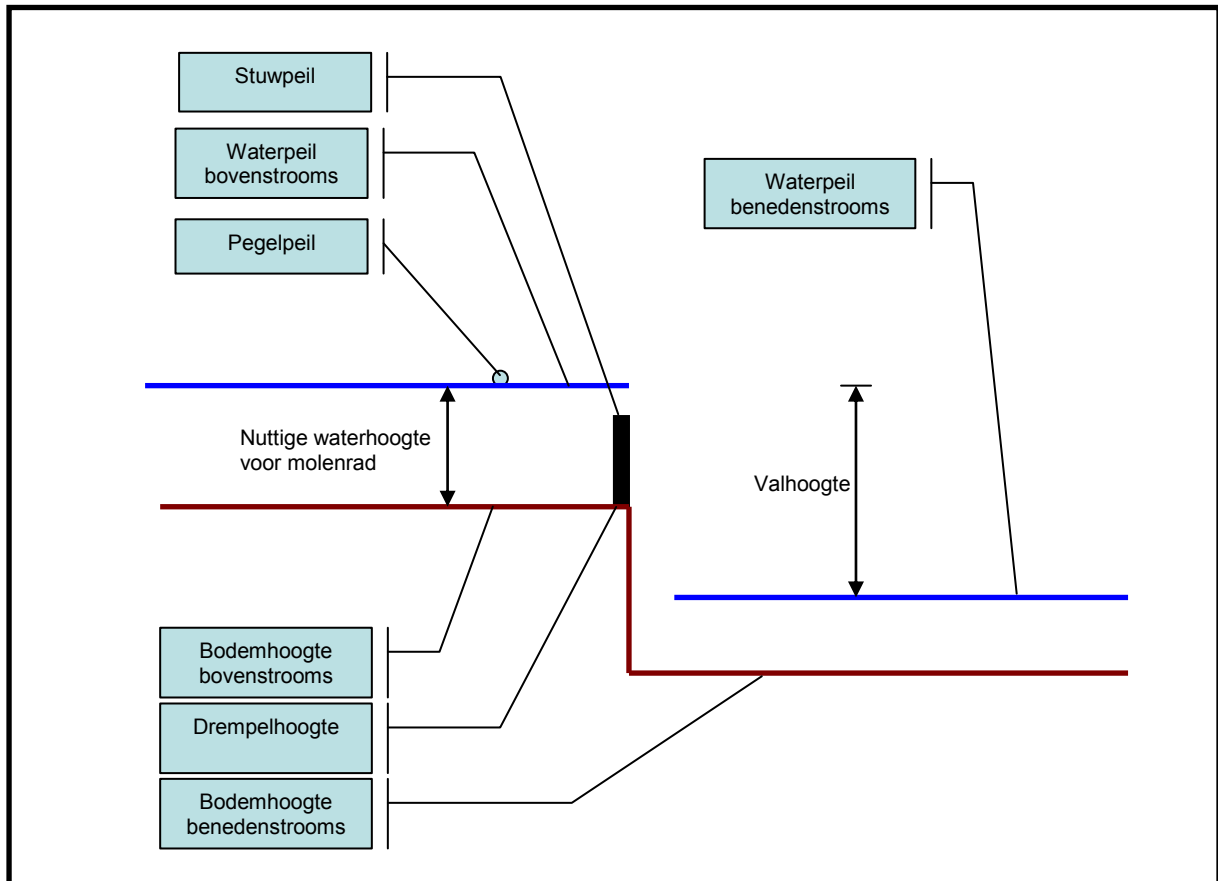 Stuwpeil
Waterpeil
bovenstrooms
Pegelpeil
Waterpeil
benedenstrooms
Nuttige waterhoogte
voor molenrad
Valhoogte
Bodemhoogte
bovenstrooms
Drempelhoogte
Bodemhoogte
benedenstrooms